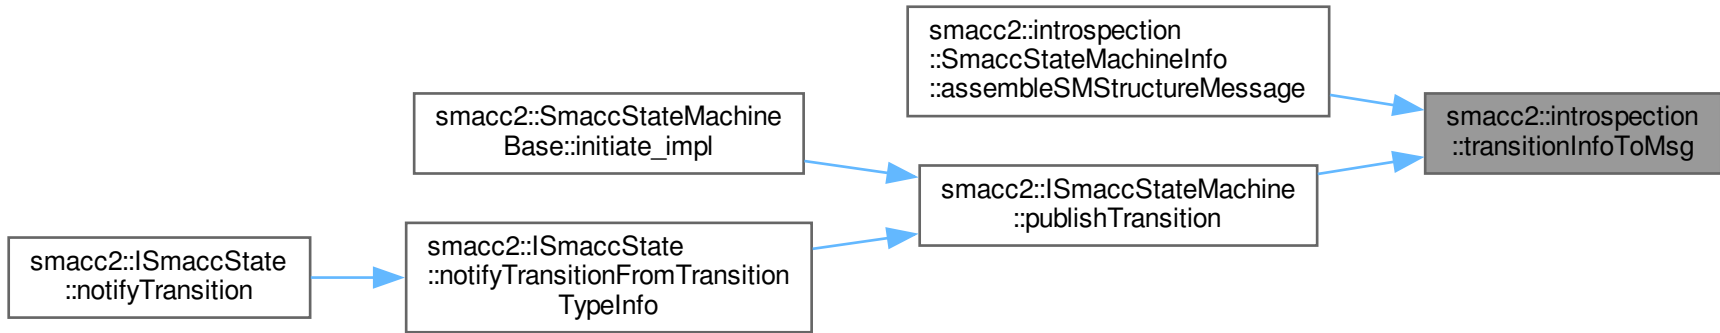 smacc2::introspection
::SmaccStateMachineInfo
::assembleSMStructureMessage
smacc2::introspection
::transitionInfoToMsg
smacc2::SmaccStateMachine
Base::initiate_impl
smacc2::ISmaccStateMachine
::publishTransition
smacc2::ISmaccState
::notifyTransitionFromTransition
TypeInfo
smacc2::ISmaccState
::notifyTransition